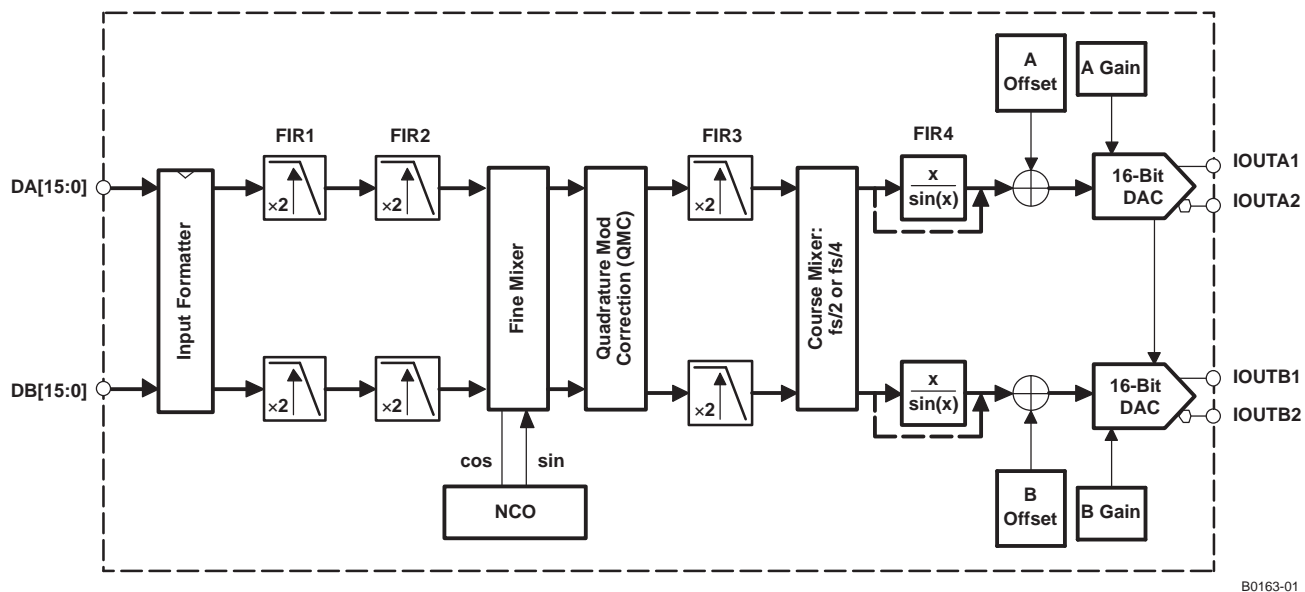 A
Offset
A Gain
FIR1
FIR2
FIR3
FIR4
DA[15:0]
×2
×2
×2
x
sin(x)
16-Bit
DAC
IOUTA1
IOUTA2
Input Formatter
Fine Mixer
Quadrature Mod
Correction (QMC)
Course Mixer:
fs/2 or fs/4
DB[15:0]
×2
×2
×2
x
sin(x)
16-Bit
DAC
IOUTB1
IOUTB2
cos
sin
NCO
B
Offset
B Gain
B0163-01